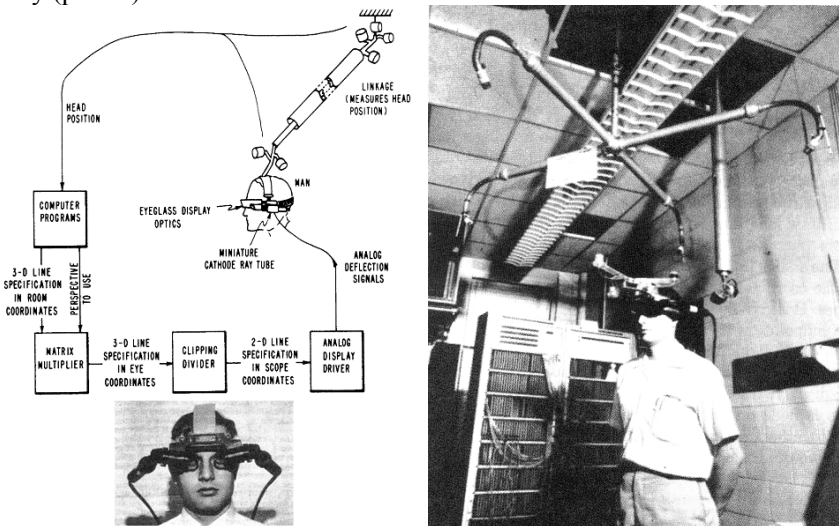 LINKAGE
(MEASURES HEAD
POSITION)
HEAD
POSITION
MAN
EYEGLASS DISPLAY
OPTICS
MINIATURE
CATHODE RAY TUBE
COMPUTER
PROGRAMS
ANALOG
DEFLECTION
SIGNALS
3-D LINE
SPECIFICATION
IN ROOM
COORDINATES
PERSPECTIVE
TO USE
MATRIX
MULTIPLIER
3-D LINE
SPECIFICATION
IN EYE
COORDINATES
CLIPPING
DIVIDER
2-D LINE
SPECIFICATION
IN SCOPE
COORDINATES
ANALOG
DISPLAY
DRIVER